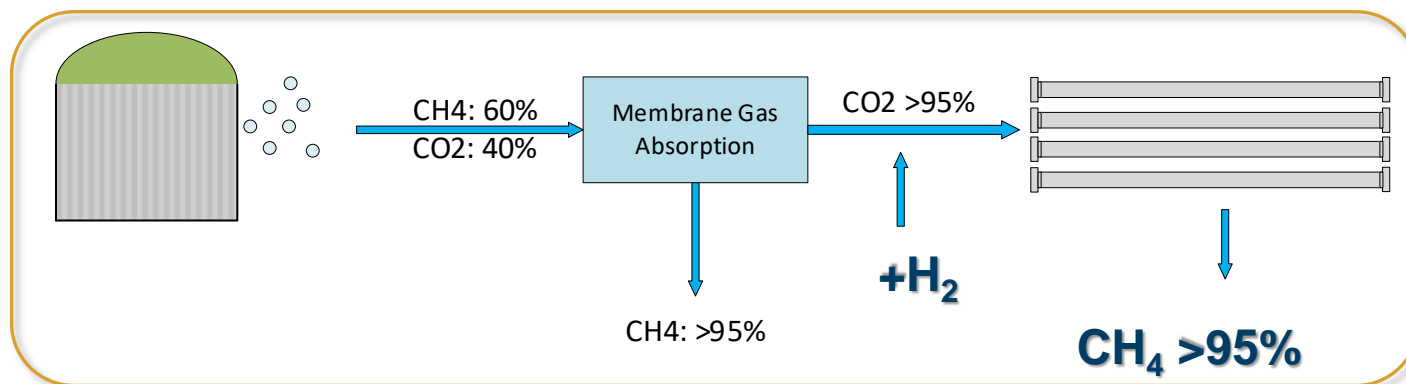 CH4: 60%
CO2: 40%
Membrane Gas
Absorption
CO2 >95%
+H₂
CH4: >95%
CH₄ >95%